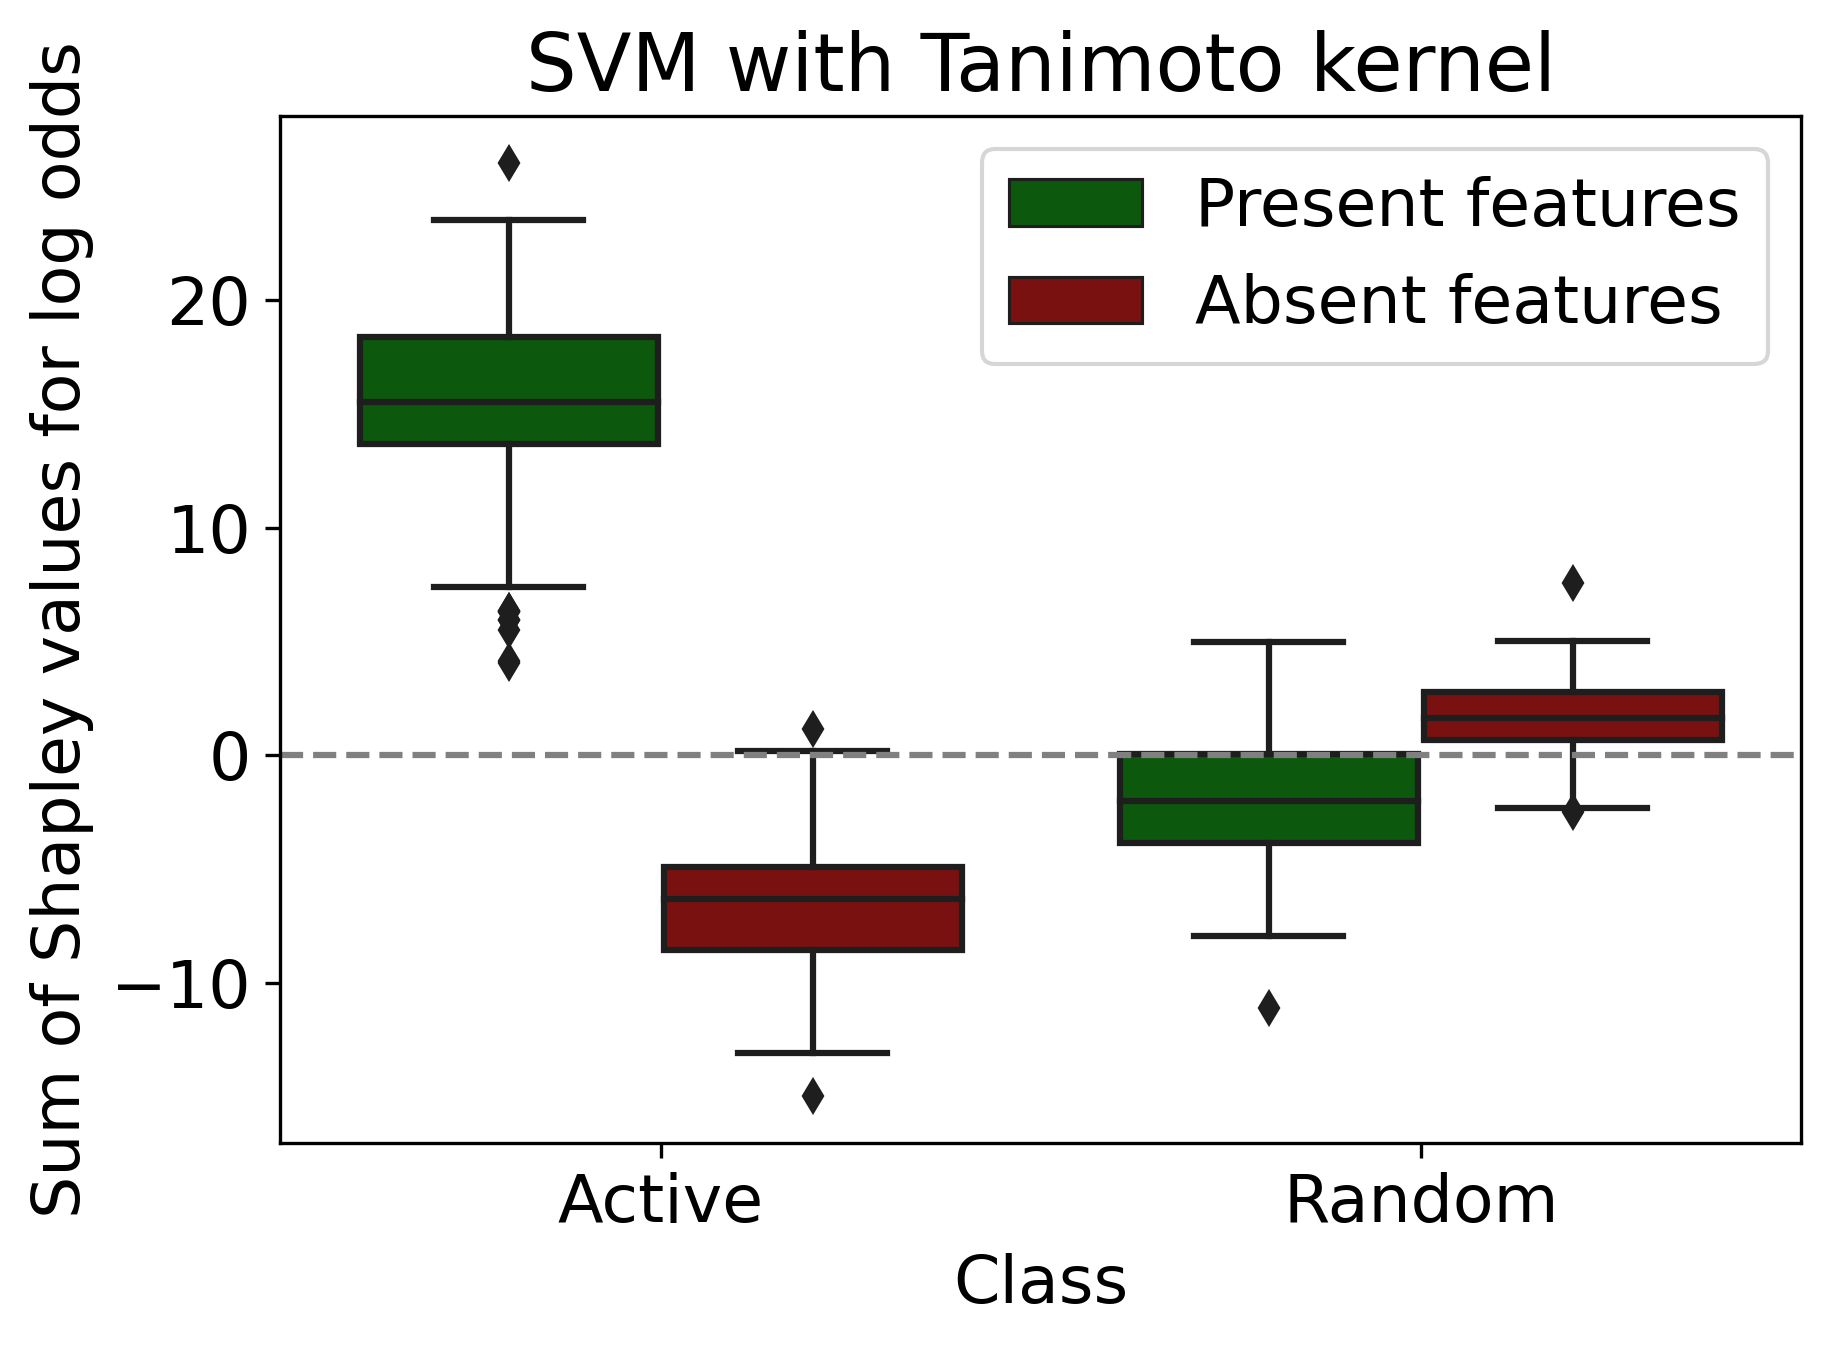 SVM with Tanimoto kernel
Sum of Shapley values for log odds
20
10
0
−10
Present features
Absent features
Active
Random
Class